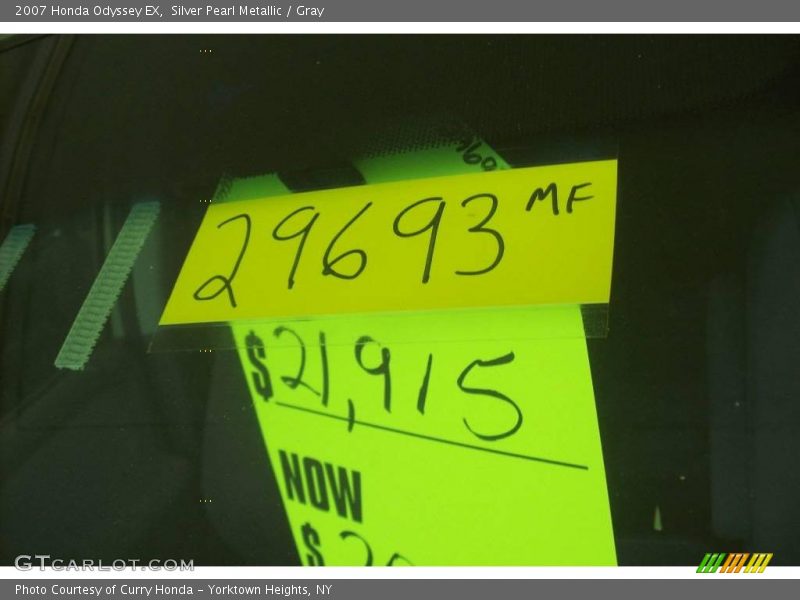 2007 Honda Odyssey EX,  Silver Pearl Metallic / Gray
29693 MF
$21,915
NOW
GTCARLOT.COM
Photo Courtesy of Curry Honda - Yorktown Heights, NY